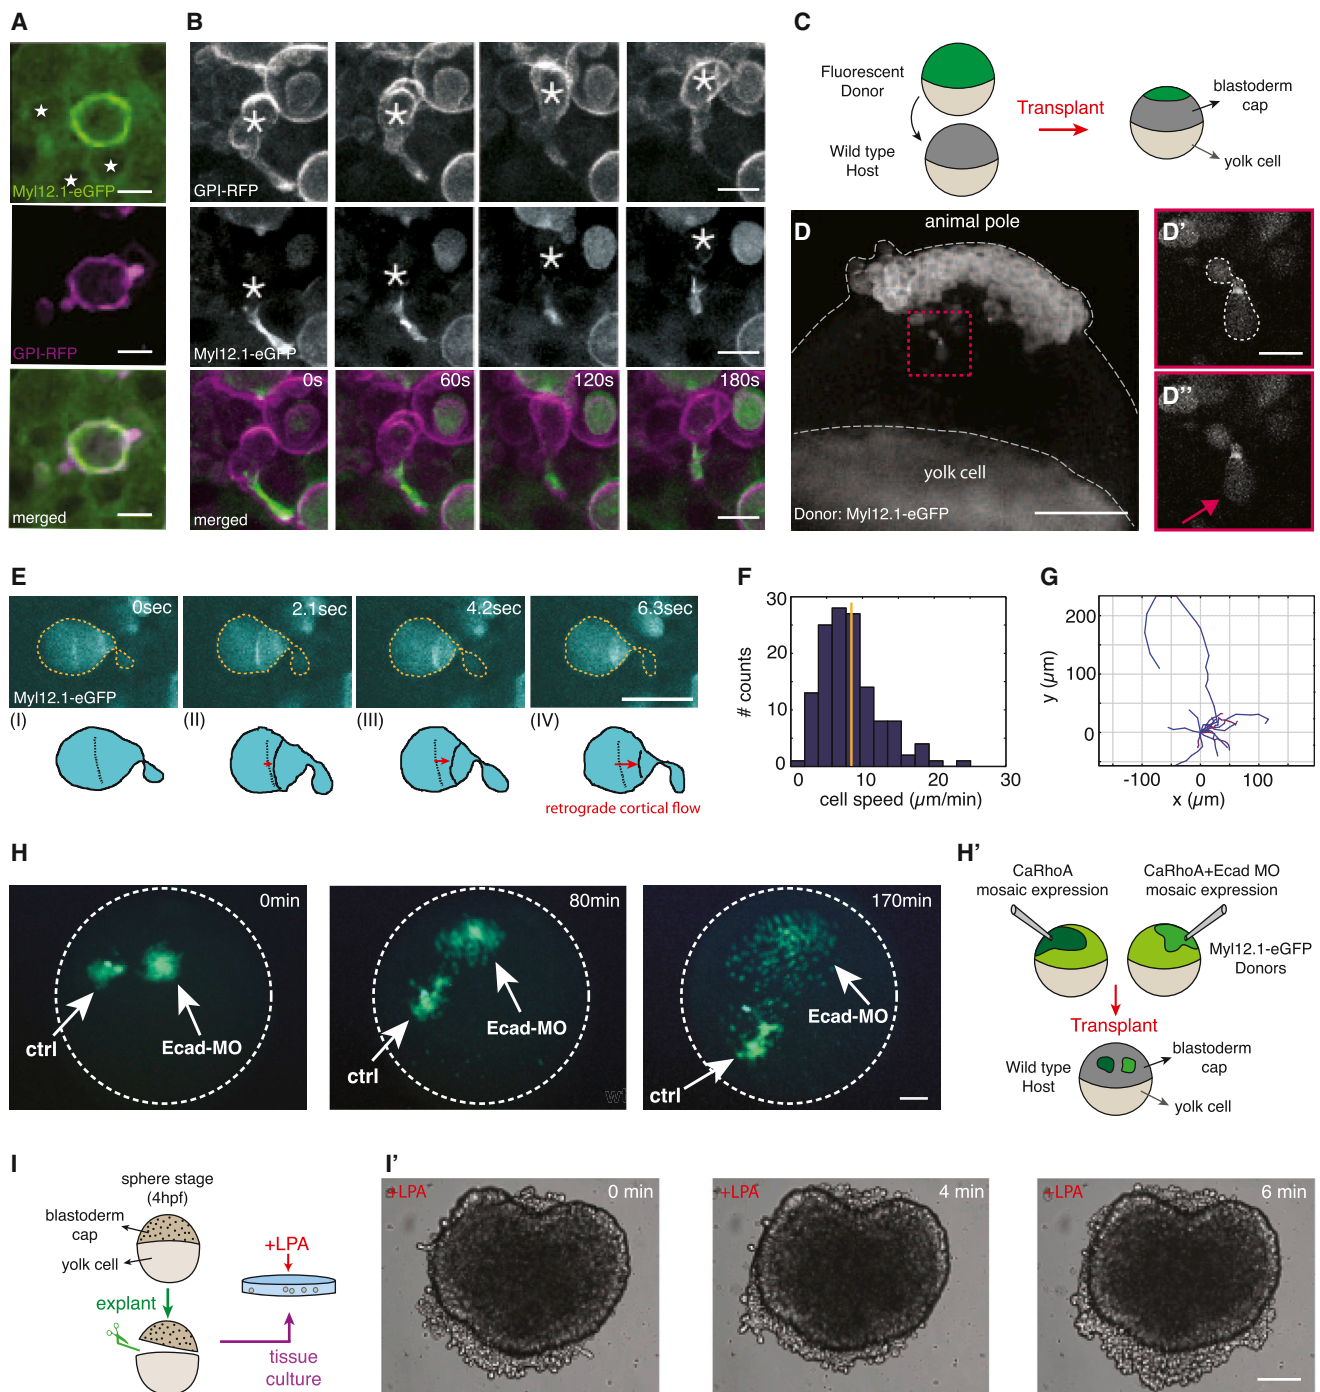 A
Myl12.1-eGFP
GPI-RFP
merged
B
GPI-RFP
Myl12.1-eGFP
0s
60s
120s
180s
merged
C
Fluorescent
Donor
Wild type
Host
Transplant
blastoderm
cap
yolk cell
D
animal pole
yolk cell
Donor: Myl12.1-eGFP
D'
D''
E
0sec
2.1sec
4.2sec
6.3sec
Myl12.1-eGFP
(I)
(II)
(III)
(IV)
retrograde cortical flow
F
30
20
10
0
# counts
0
10
20
30
cell speed (µm/min)
G
200
100
0
y (µm)
-100
0
100
x (µm)
H
0min
ctrl
Ecad-MO
80min
ctrl
Ecad-MO
170min
ctrl
Ecad-MO
H'
CaRhoA
mosaic expression
CaRhoA+Ecad MO
mosaic expression
Myl12.1-eGFP
Donors
Transplant
Wild type
Host
blastoderm
cap
yolk cell
I
sphere stage
(4hpf)
blastoderm
cap
yolk cell
explant
+LPA
tissue
culture
I'
+LPA
0 min
+LPA
4 min
+LPA
6 min